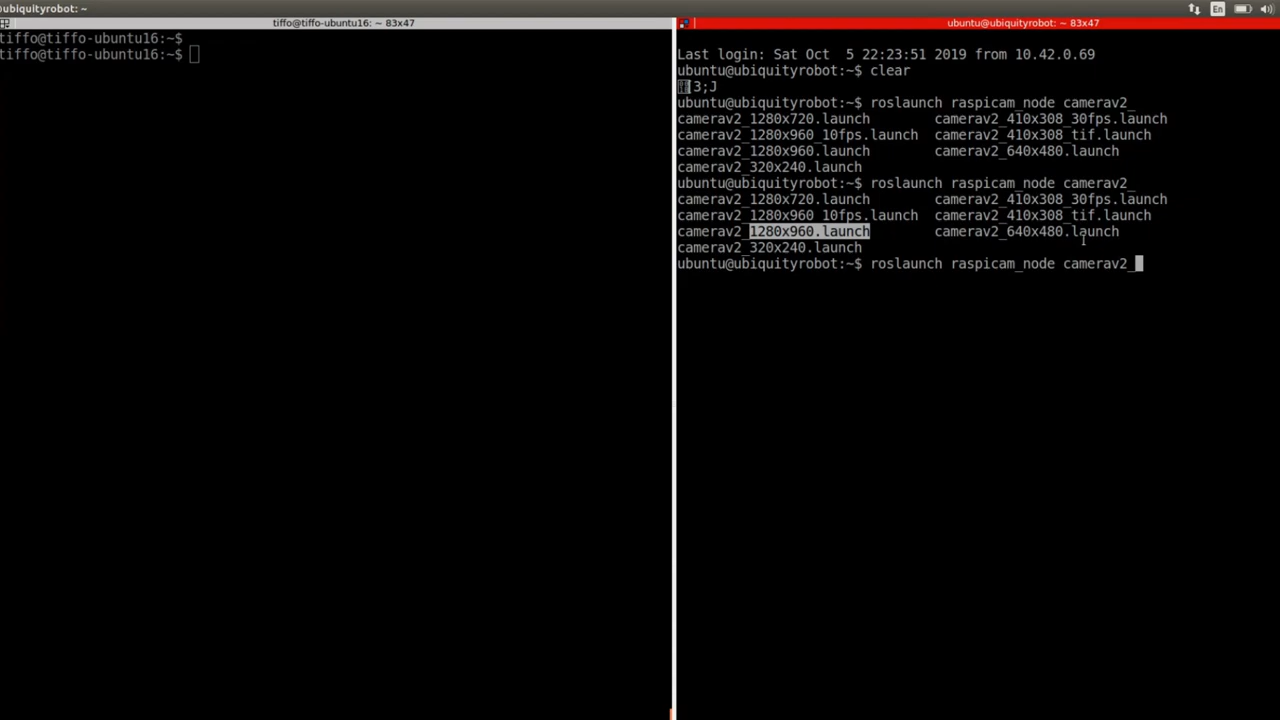 ubiquityrobot: ~
En
tiffo@tiffo-ubuntu16: ~ 83x47
tiffo@tiffo-ubuntu16:~$
tiffo@tiffo-ubuntu16:~$
ubuntu@ubiquityrobot: ~ 83x47
Last login: Sat Oct  5 22:23:51 2019 from 10.42.0.69
ubuntu@ubiquityrobot:~$ clear
3;J
ubuntu@ubiquityrobot:~$ roslaunch raspicam_node camerav2_
camerav2_1280x720.launch        camerav2_410x308_30fps.launch
camerav2_1280x960_10fps.launch  camerav2_410x308_tif.launch
camerav2_1280x960.launch        camerav2_640x480.launch
camerav2_320x240.launch
ubuntu@ubiquityrobot:~$ roslaunch raspicam_node camerav2_
camerav2_1280x720.launch        camerav2_410x308_30fps.launch
camerav2_1280x960_10fps.launch  camerav2_410x308_tif.launch
camerav2_1280x960.launch        camerav2_640x480.launch
camerav2_320x240.launch
ubuntu@ubiquityrobot:~$ roslaunch raspicam_node camerav2_